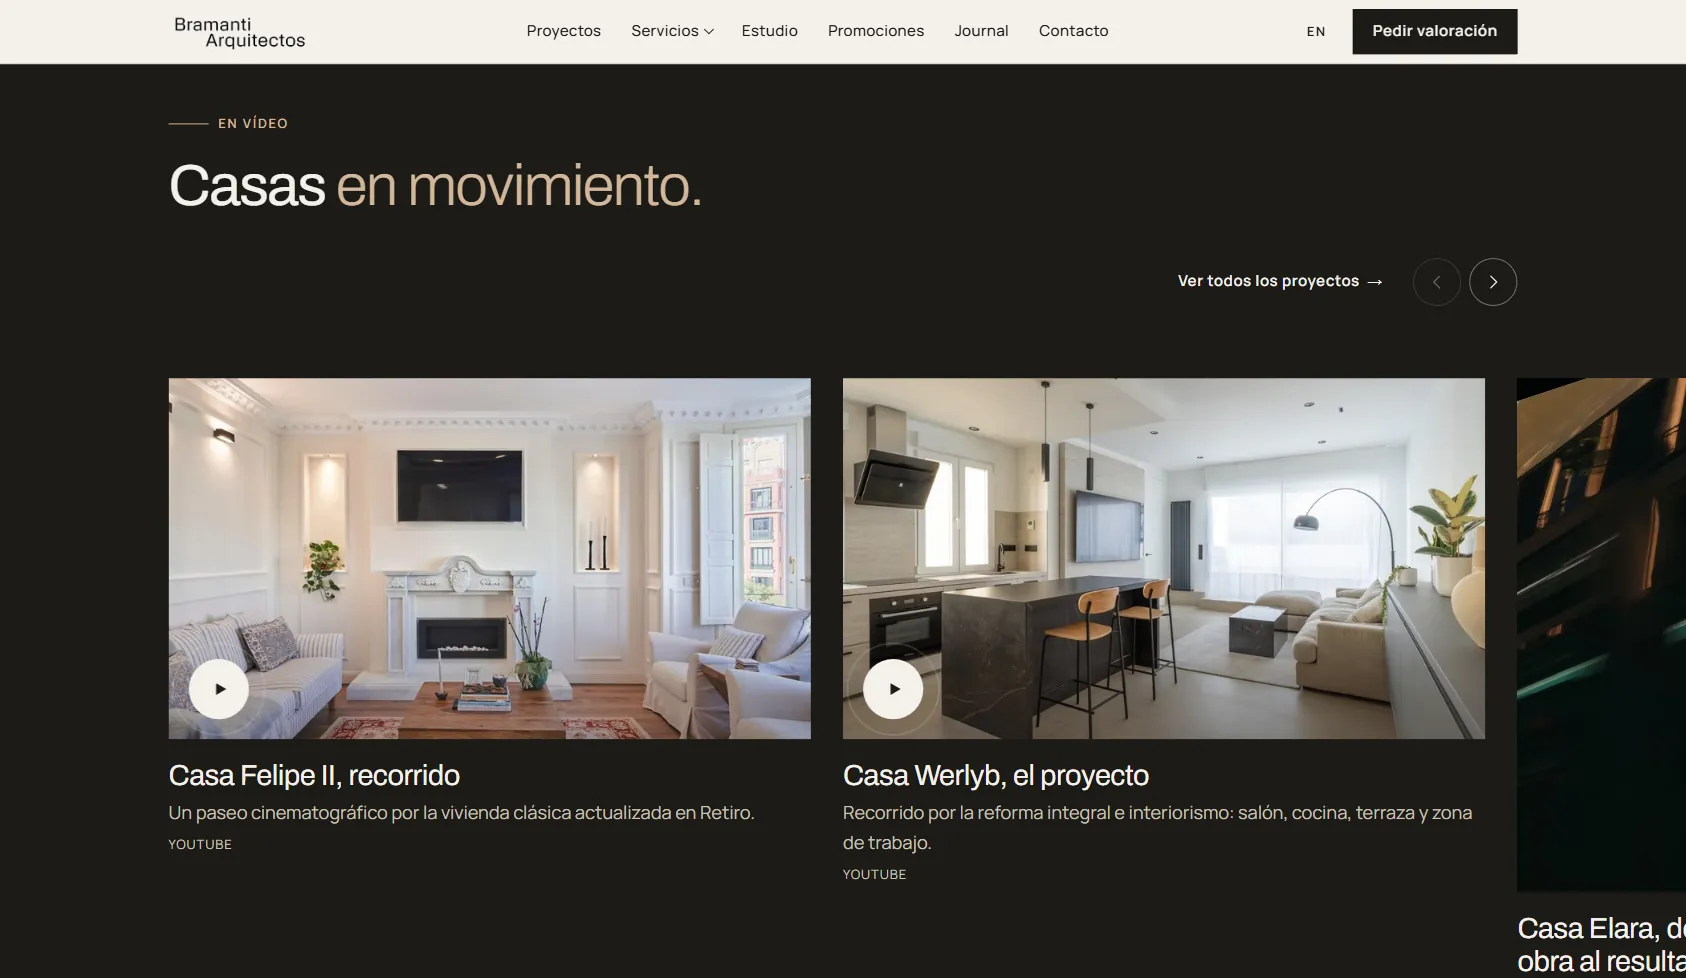 Bramanti
Arquitectos
Proyectos
Servicios
Estudio
Promociones
Journal
Contacto
EN
Pedir valoración
EN VÍDEO
Casas en movimiento.
Ver todos los proyectos →
Casa Felipe II, recorrido
Un paseo cinematográfico por la vivienda clásica actualizada en Retiro.
YOUTUBE
Casa Werlyb, el proyecto
Recorrido por la reforma integral e interiorismo: salón, cocina, terraza y zona
de trabajo.
YOUTUBE
Casa Elara, d
obra al resulta